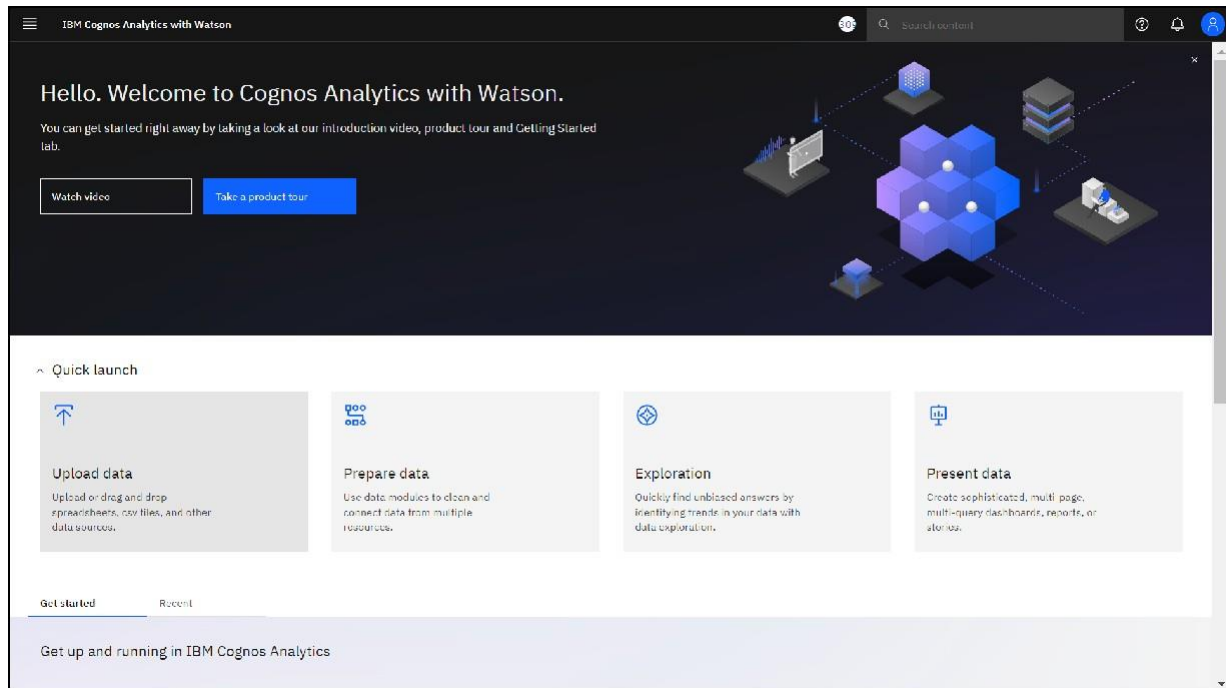 IBM Cognos Analytics with Watson
Search content
Hello. Welcome to Cognos Analytics with Watson.
You can get started right away by taking a look at our introduction video, product tour and Getting Started
tab.
Watch video
Take a product tour
Quick launch
Upload data
Upload or drag and drop
spreadsheets, csv files, and other
data sources.
Prepare data
Use data modules to clean and
connect data from multiple
resources.
Exploration
Quickly find unbiased answers by
identifying trends in your data with
data exploration.
Present data
Create sophisticated, multi-page,
multi-query dashboards, reports, or
stories.
Get started
Recent
Get up and running in IBM Cognos Analytics